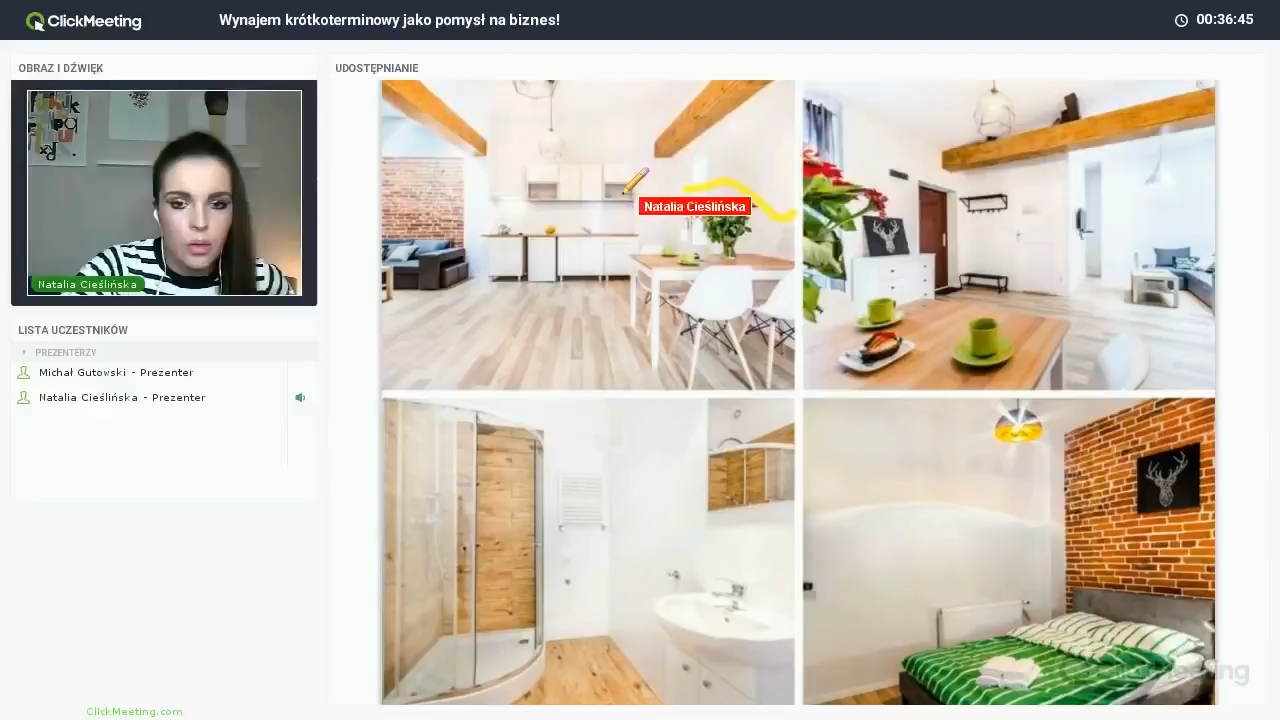 ClickMeeting
Wynajem krótkoterminowy jako pomysł na biznes!
00:36:45
OBRAZ I DŹWIĘK
UDOSTĘPNIANIE
Natalia Cieślińska
Natalia Cieślińska
LISTA UCZESTNIKÓW
PREZENTERZY
Michał Gutowski - Prezenter
Natalia Cieślińska - Prezenter
ClickMeeting.com